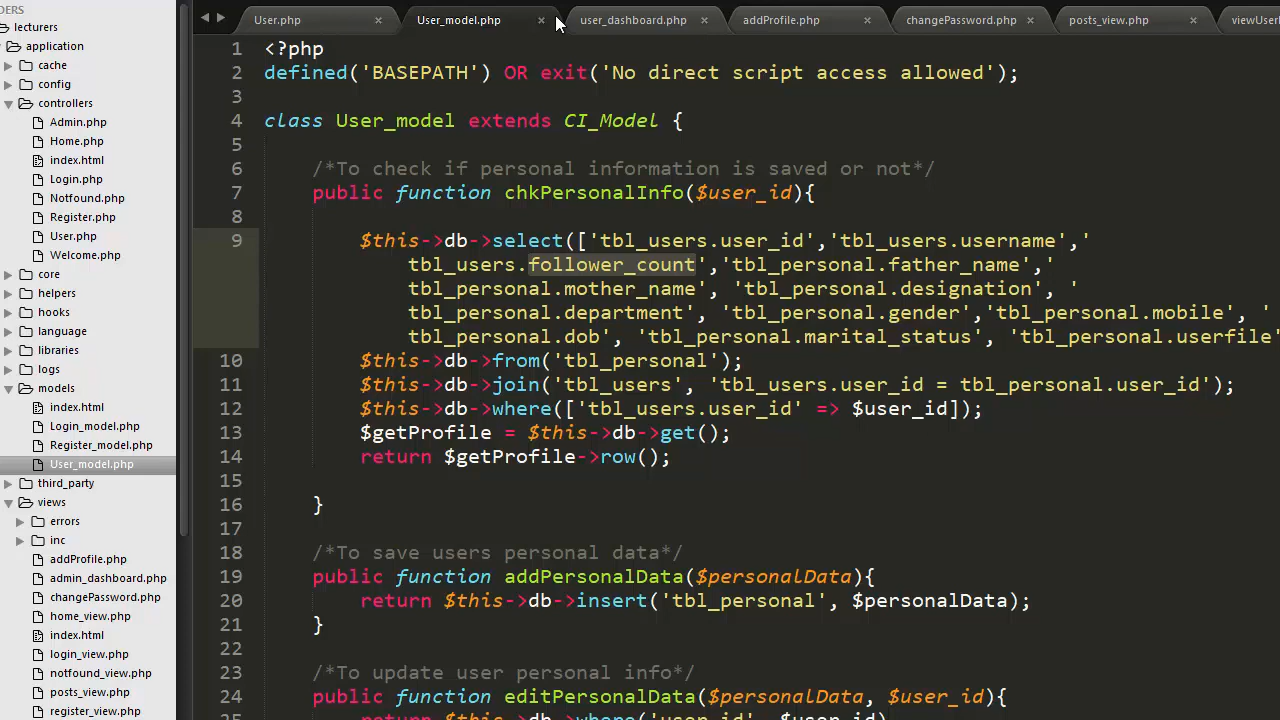 DERS
lecturers
application
cache
config
controllers
Admin.php
Home.php
index.html
Login.php
Notfound.php
Register.php
User.php
Welcome.php
core
helpers
hooks
language
libraries
logs
models
index.html
Login_model.php
Register_model.php
User_model.php
third_party
views
errors
inc
addProfile.php
admin_dashboard.php
changePassword.php
home_view.php
index.html
login_view.php
notfound_view.php
posts_view.php
register_view.php
User.php × User_model.php × user_dashboard.php × addProfile.php × changePassword.php × posts_view.php × viewUser
1 <?php
2 defined('BASEPATH') OR exit('No direct script access allowed');
3
4 class User_model extends CI_Model {
5
6 /*To check if personal information is saved or not*/
7 public function chkPersonalInfo($user_id){
8
9 $this->db->select(['tbl_users.user_id','tbl_users.username','
tbl_users.follower_count','tbl_personal.father_name','
tbl_personal.mother_name', 'tbl_personal.designation', '
tbl_personal.department', 'tbl_personal.gender','tbl_personal.mobile', '
tbl_personal.dob', 'tbl_personal.marital_status', 'tbl_personal.userfile'
10 $this->db->from('tbl_personal');
11 $this->db->join('tbl_users', 'tbl_users.user_id = tbl_personal.user_id');
12 $this->db->where(['tbl_users.user_id' => $user_id]);
13 $getProfile = $this->db->get();
14 return $getProfile->row();
15
16 }
17
18 /*To save users personal data*/
19 public function addPersonalData($personalData){
20 return $this->db->insert('tbl_personal', $personalData);
21 }
22
23 /*To update user personal info*/
24 public function editPersonalData($personalData, $user_id){
25 return $this->db->where('user_id', $user_id)